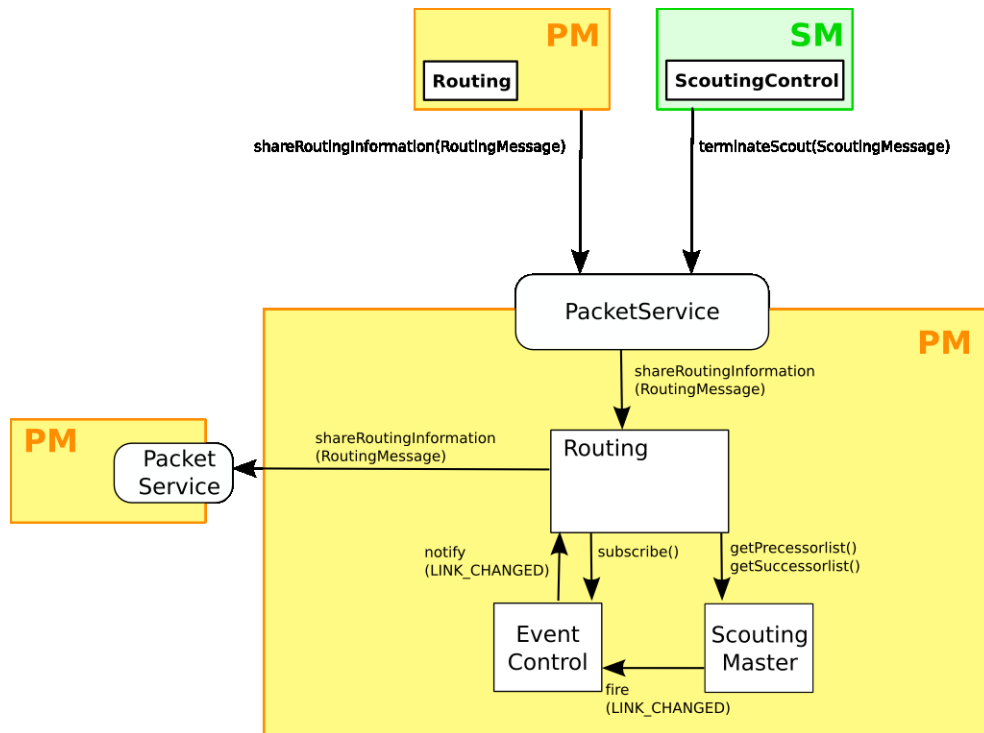 PM
Routing
SM
ScoutingControl
shareRoutingInformation(RoutingMessage)
terminateScout(ScoutingMessage)
PacketService
PM
shareRoutingInformation
(RoutingMessage)
PM
Packet
Service
shareRoutingInformation
(RoutingMessage)
Routing
notify
(LINK_CHANGED)
subscribe()
getPrecessorlist()
getSuccessorlist()
Event
Control
Scouting
Master
fire
(LINK_CHANGED)